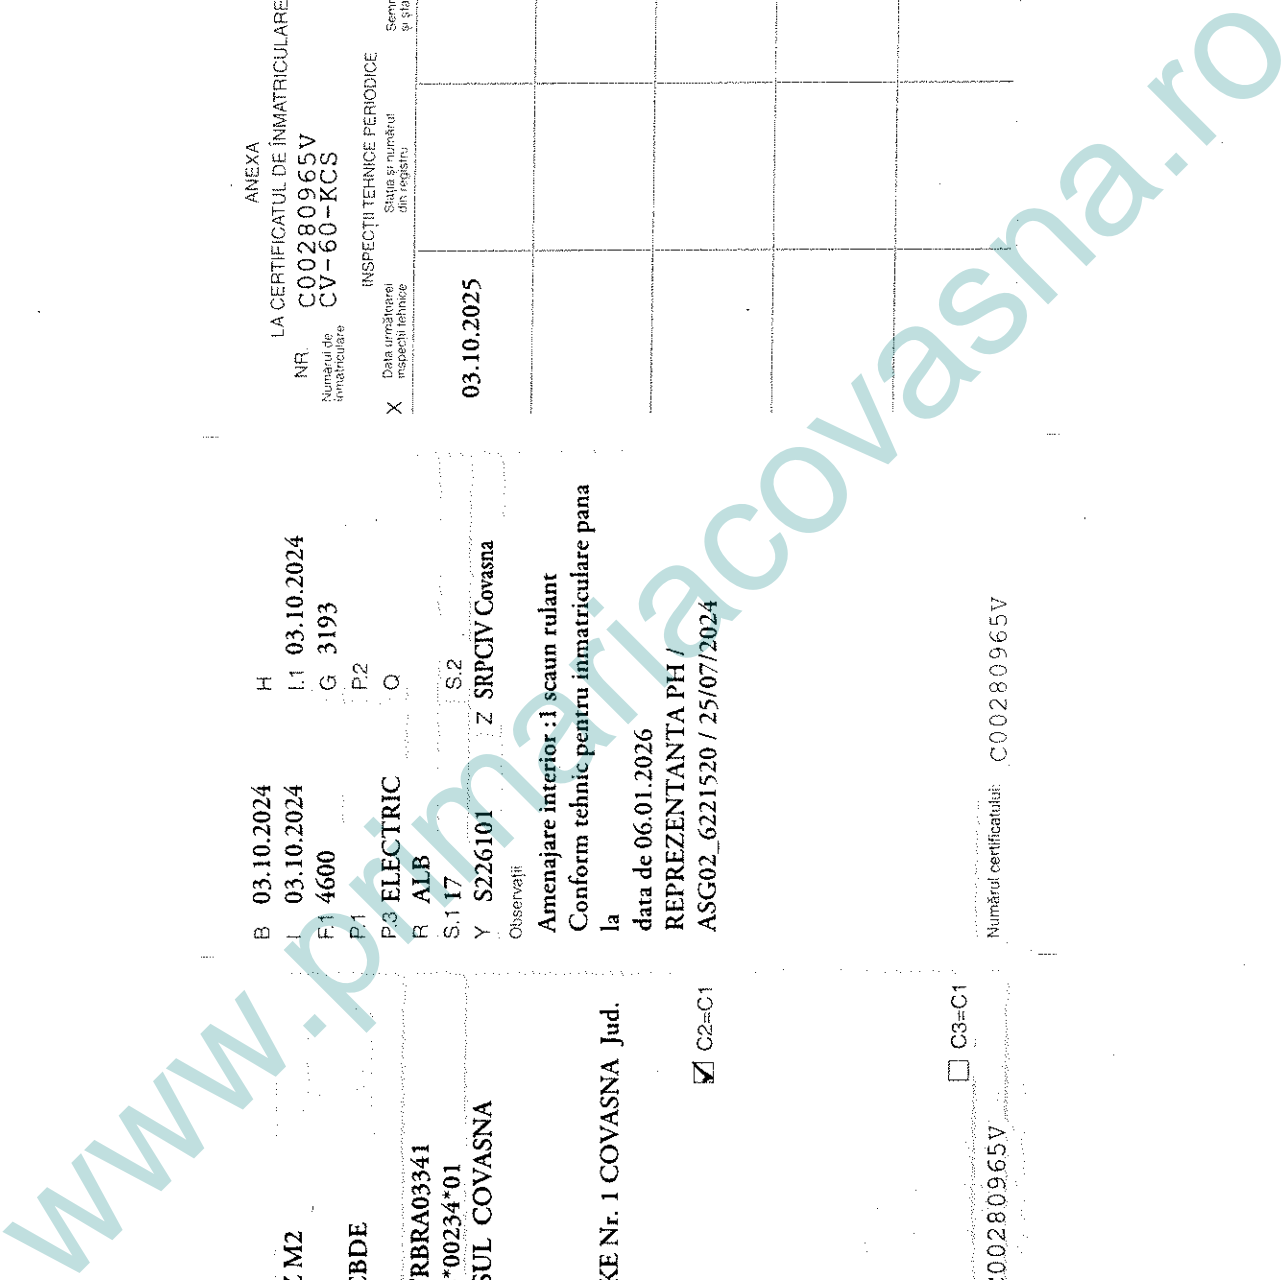 ANEXA
LA CERTIFICATUL DE ÎNMATRICULARE
NR. C00280965V
Numărul de înmatriculare CV-60-KCS
INSPECȚII TEHNICE PERIODICE
X Data următoarei inspecții tehnice
Stația și numărul din registru
03.10.2025
B 03.10.2024 H
I 03.10.2024 I.1 03.10.2024
F.1 4600 G 3193
P.1 P.2
P.3 ELECTRIC Q
R ALB
S.1 17 S.2
Y S226101 Z SRPCIV Covasna
Observații
Amenajare interior :1 scaun rulant
Conform tehnic pentru inmatriculare pana
la
data de 06.01.2026
REPREZENTANTA PH /
ASG02_6221520 / 25/07/2024
Numărul certificatului: C00280965V
M2
RBRA03341
*00234*01
COVASNA
Nr. 1 COVASNA Jud.
C2=C1
C3=C1
C00280965V
www.primariacovasna.ro